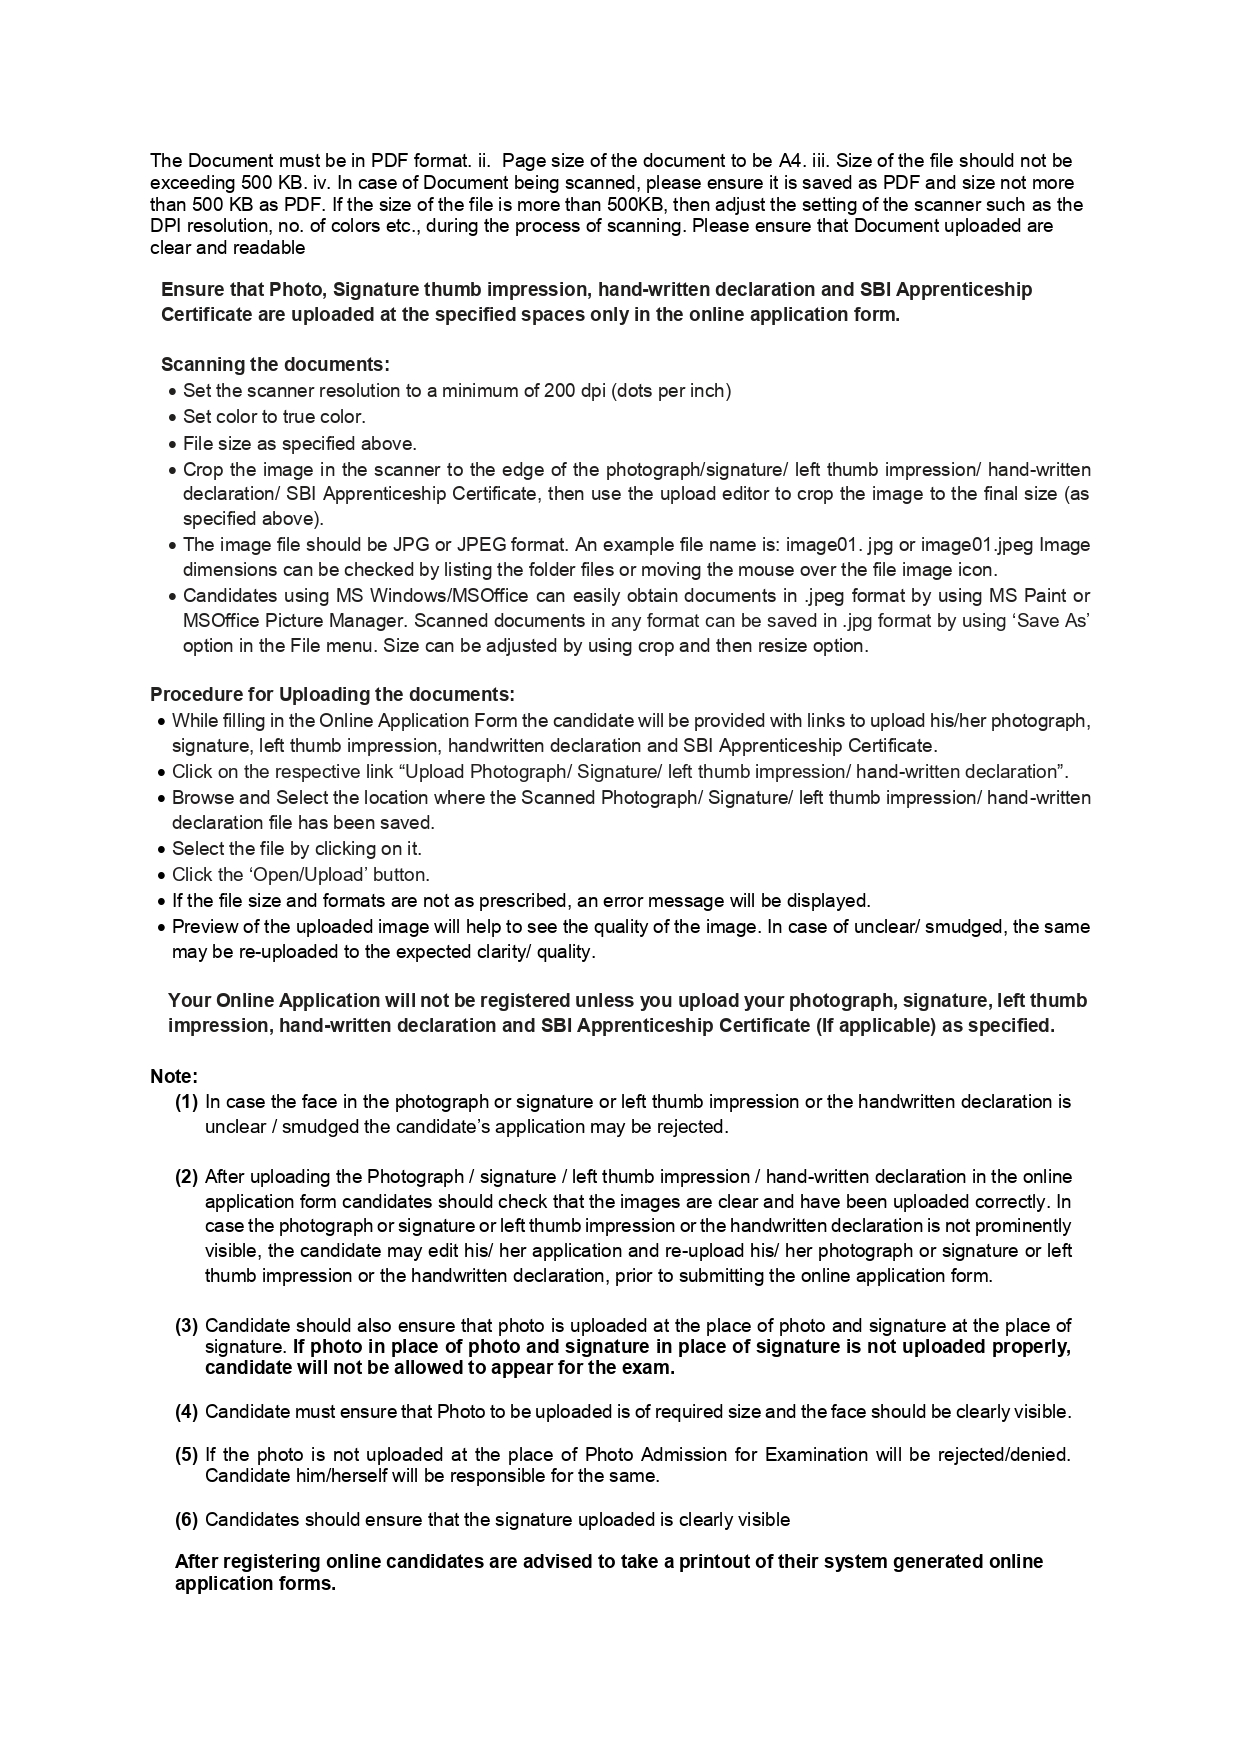 The Document must be in PDF format. ii.  Page size of the document to be A4. iii. Size of the file should not be
exceeding 500 KB. iv. In case of Document being scanned, please ensure it is saved as PDF and size not more
than 500 KB as PDF. If the size of the file is more than 500KB, then adjust the setting of the scanner such as the
DPI resolution, no. of colors etc., during the process of scanning. Please ensure that Document uploaded are
clear and readable
Ensure that Photo, Signature thumb impression, hand-written declaration and SBI Apprenticeship
Certificate are uploaded at the specified spaces only in the online application form.
Scanning the documents:
• Set the scanner resolution to a minimum of 200 dpi (dots per inch)
• Set color to true color.
• File size as specified above.
• Crop the image in the scanner to the edge of the photograph/signature/ left thumb impression/ hand-written
declaration/ SBI Apprenticeship Certificate, then use the upload editor to crop the image to the final size (as
specified above).
• The image file should be JPG or JPEG format. An example file name is: image01. jpg or image01.jpeg Image
dimensions can be checked by listing the folder files or moving the mouse over the file image icon.
• Candidates using MS Windows/MSOffice can easily obtain documents in .jpeg format by using MS Paint or
MSOffice Picture Manager. Scanned documents in any format can be saved in .jpg format by using ‘Save As’
option in the File menu. Size can be adjusted by using crop and then resize option.
Procedure for Uploading the documents:
• While filling in the Online Application Form the candidate will be provided with links to upload his/her photograph,
signature, left thumb impression, handwritten declaration and SBI Apprenticeship Certificate.
• Click on the respective link “Upload Photograph/ Signature/ left thumb impression/ hand-written declaration”.
• Browse and Select the location where the Scanned Photograph/ Signature/ left thumb impression/ hand-written
declaration file has been saved.
• Select the file by clicking on it.
• Click the ‘Open/Upload’ button.
• If the file size and formats are not as prescribed, an error message will be displayed.
• Preview of the uploaded image will help to see the quality of the image. In case of unclear/ smudged, the same
may be re-uploaded to the expected clarity/ quality.
Your Online Application will not be registered unless you upload your photograph, signature, left thumb
impression, hand-written declaration and SBI Apprenticeship Certificate (If applicable) as specified.
Note:
(1) In case the face in the photograph or signature or left thumb impression or the handwritten declaration is
unclear / smudged the candidate’s application may be rejected.
(2) After uploading the Photograph / signature / left thumb impression / hand-written declaration in the online
application form candidates should check that the images are clear and have been uploaded correctly. In
case the photograph or signature or left thumb impression or the handwritten declaration is not prominently
visible, the candidate may edit his/ her application and re-upload his/ her photograph or signature or left
thumb impression or the handwritten declaration, prior to submitting the online application form.
(3) Candidate should also ensure that photo is uploaded at the place of photo and signature at the place of
signature. If photo in place of photo and signature in place of signature is not uploaded properly,
candidate will not be allowed to appear for the exam.
(4) Candidate must ensure that Photo to be uploaded is of required size and the face should be clearly visible.
(5) If the photo is not uploaded at the place of Photo Admission for Examination will be rejected/denied.
Candidate him/herself will be responsible for the same.
(6) Candidates should ensure that the signature uploaded is clearly visible
After registering online candidates are advised to take a printout of their system generated online
application forms.